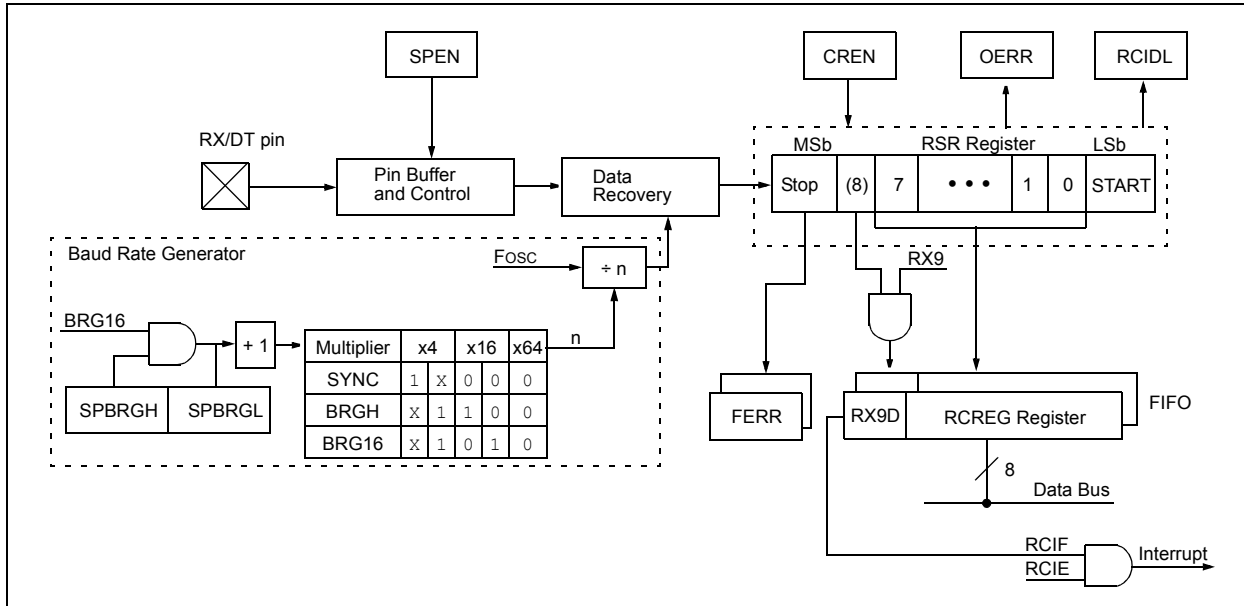 SPEN
CREN
OERR
RCIDL
RX/DT pin
Pin Buffer
and Control
Data
Recovery
MSb
RSR Register
LSb
Stop (8) 7 • • • 1 0 START
Baud Rate Generator
FOSC
÷ n
RX9
BRG16
+ 1
n
Multiplier x4 x16 x64
SYNC 1 X 0 0 0
BRGH X 1 1 0 0
BRG16 X 1 0 1 0
SPBRGH SPBRGL
FERR
RX9D RCREG Register
FIFO
8
Data Bus
RCIF
RCIE
Interrupt